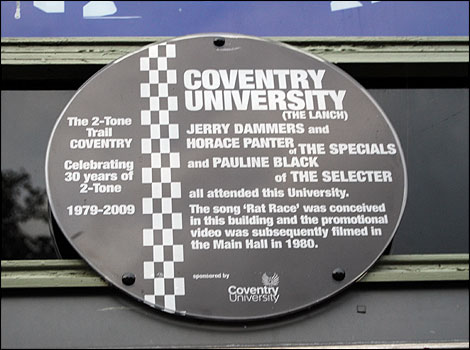 The 2-Tone
Trail
COVENTRY
Celebrating
30 years of
2-Tone
1979-2009
COVENTRY
UNIVERSITY
(THE LANCH)
JERRY DAMMERS and
HORACE PANTER of THE SPECIALS
and PAULINE BLACK
of THE SELECTER
all attended this University.
The song 'Rat Race' was conceived
in this building and the promotional
video was subsequently filmed in
the Main Hall in 1980.
sponsored by
Coventry
University